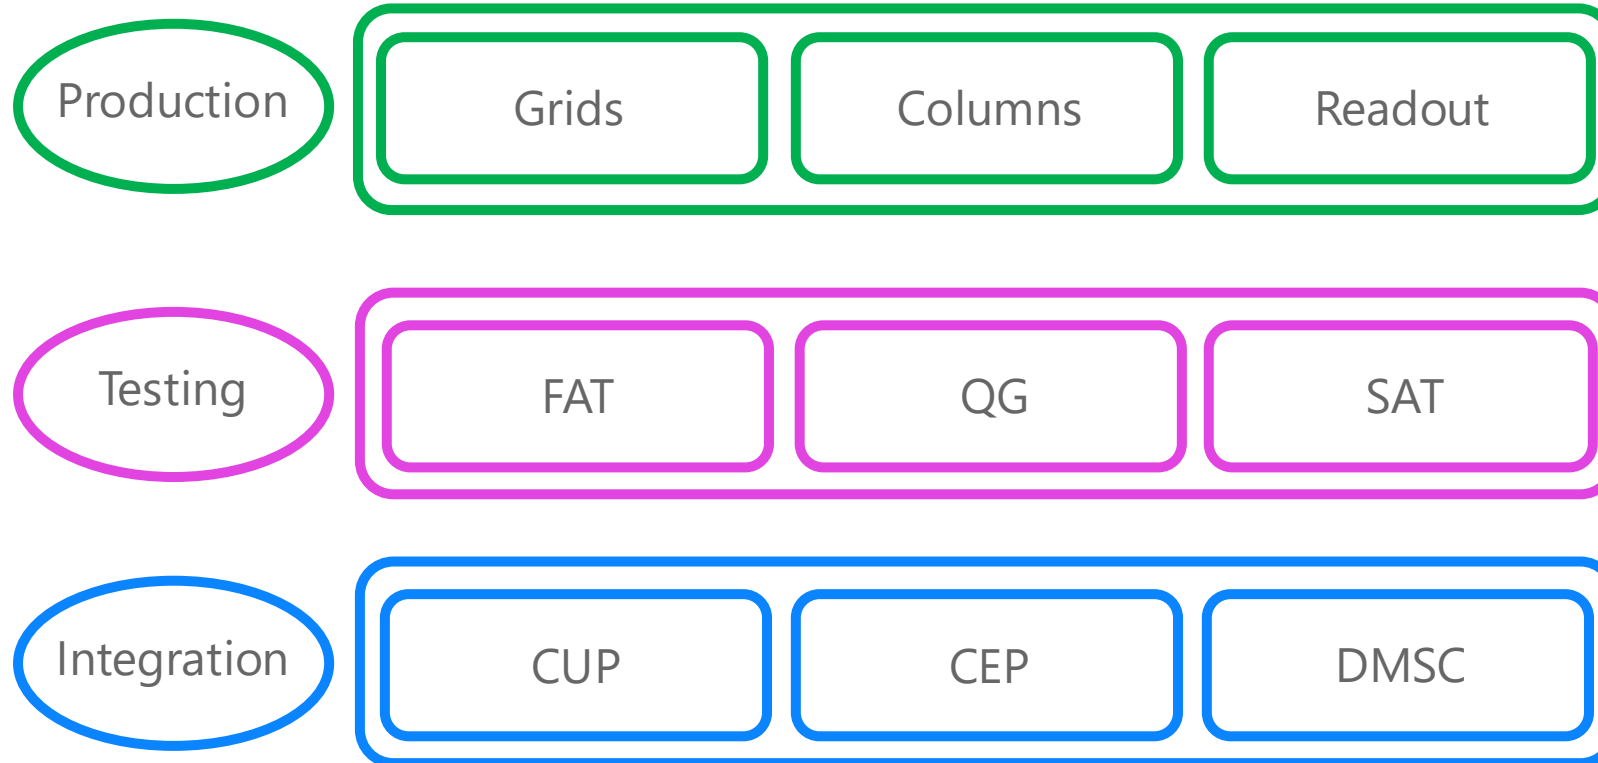 Production
Grids
Columns
Readout
Testing
FAT
QG
SAT
Integration
CUP
CEP
DMSC